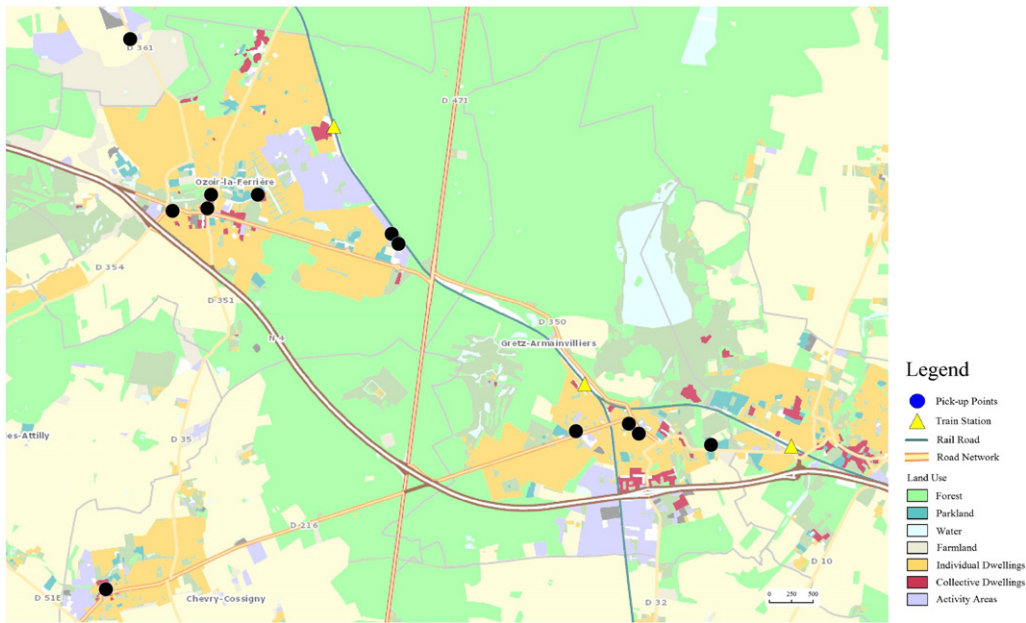 D 361
D 471
Ozoir-la-Ferrière
D 354
D 351
N 4
D 350
Gretz-Armainvilliers
es-Attilly
D 35
D 216
D 10
D 51E
Chevry-Cossigny
D 32
0 250 500
Legend
Pick-up Points
Train Station
Rail Road
Road Network
Land Use
Forest
Parkland
Water
Farmland
Individual Dwellings
Collective Dwellings
Activity Areas